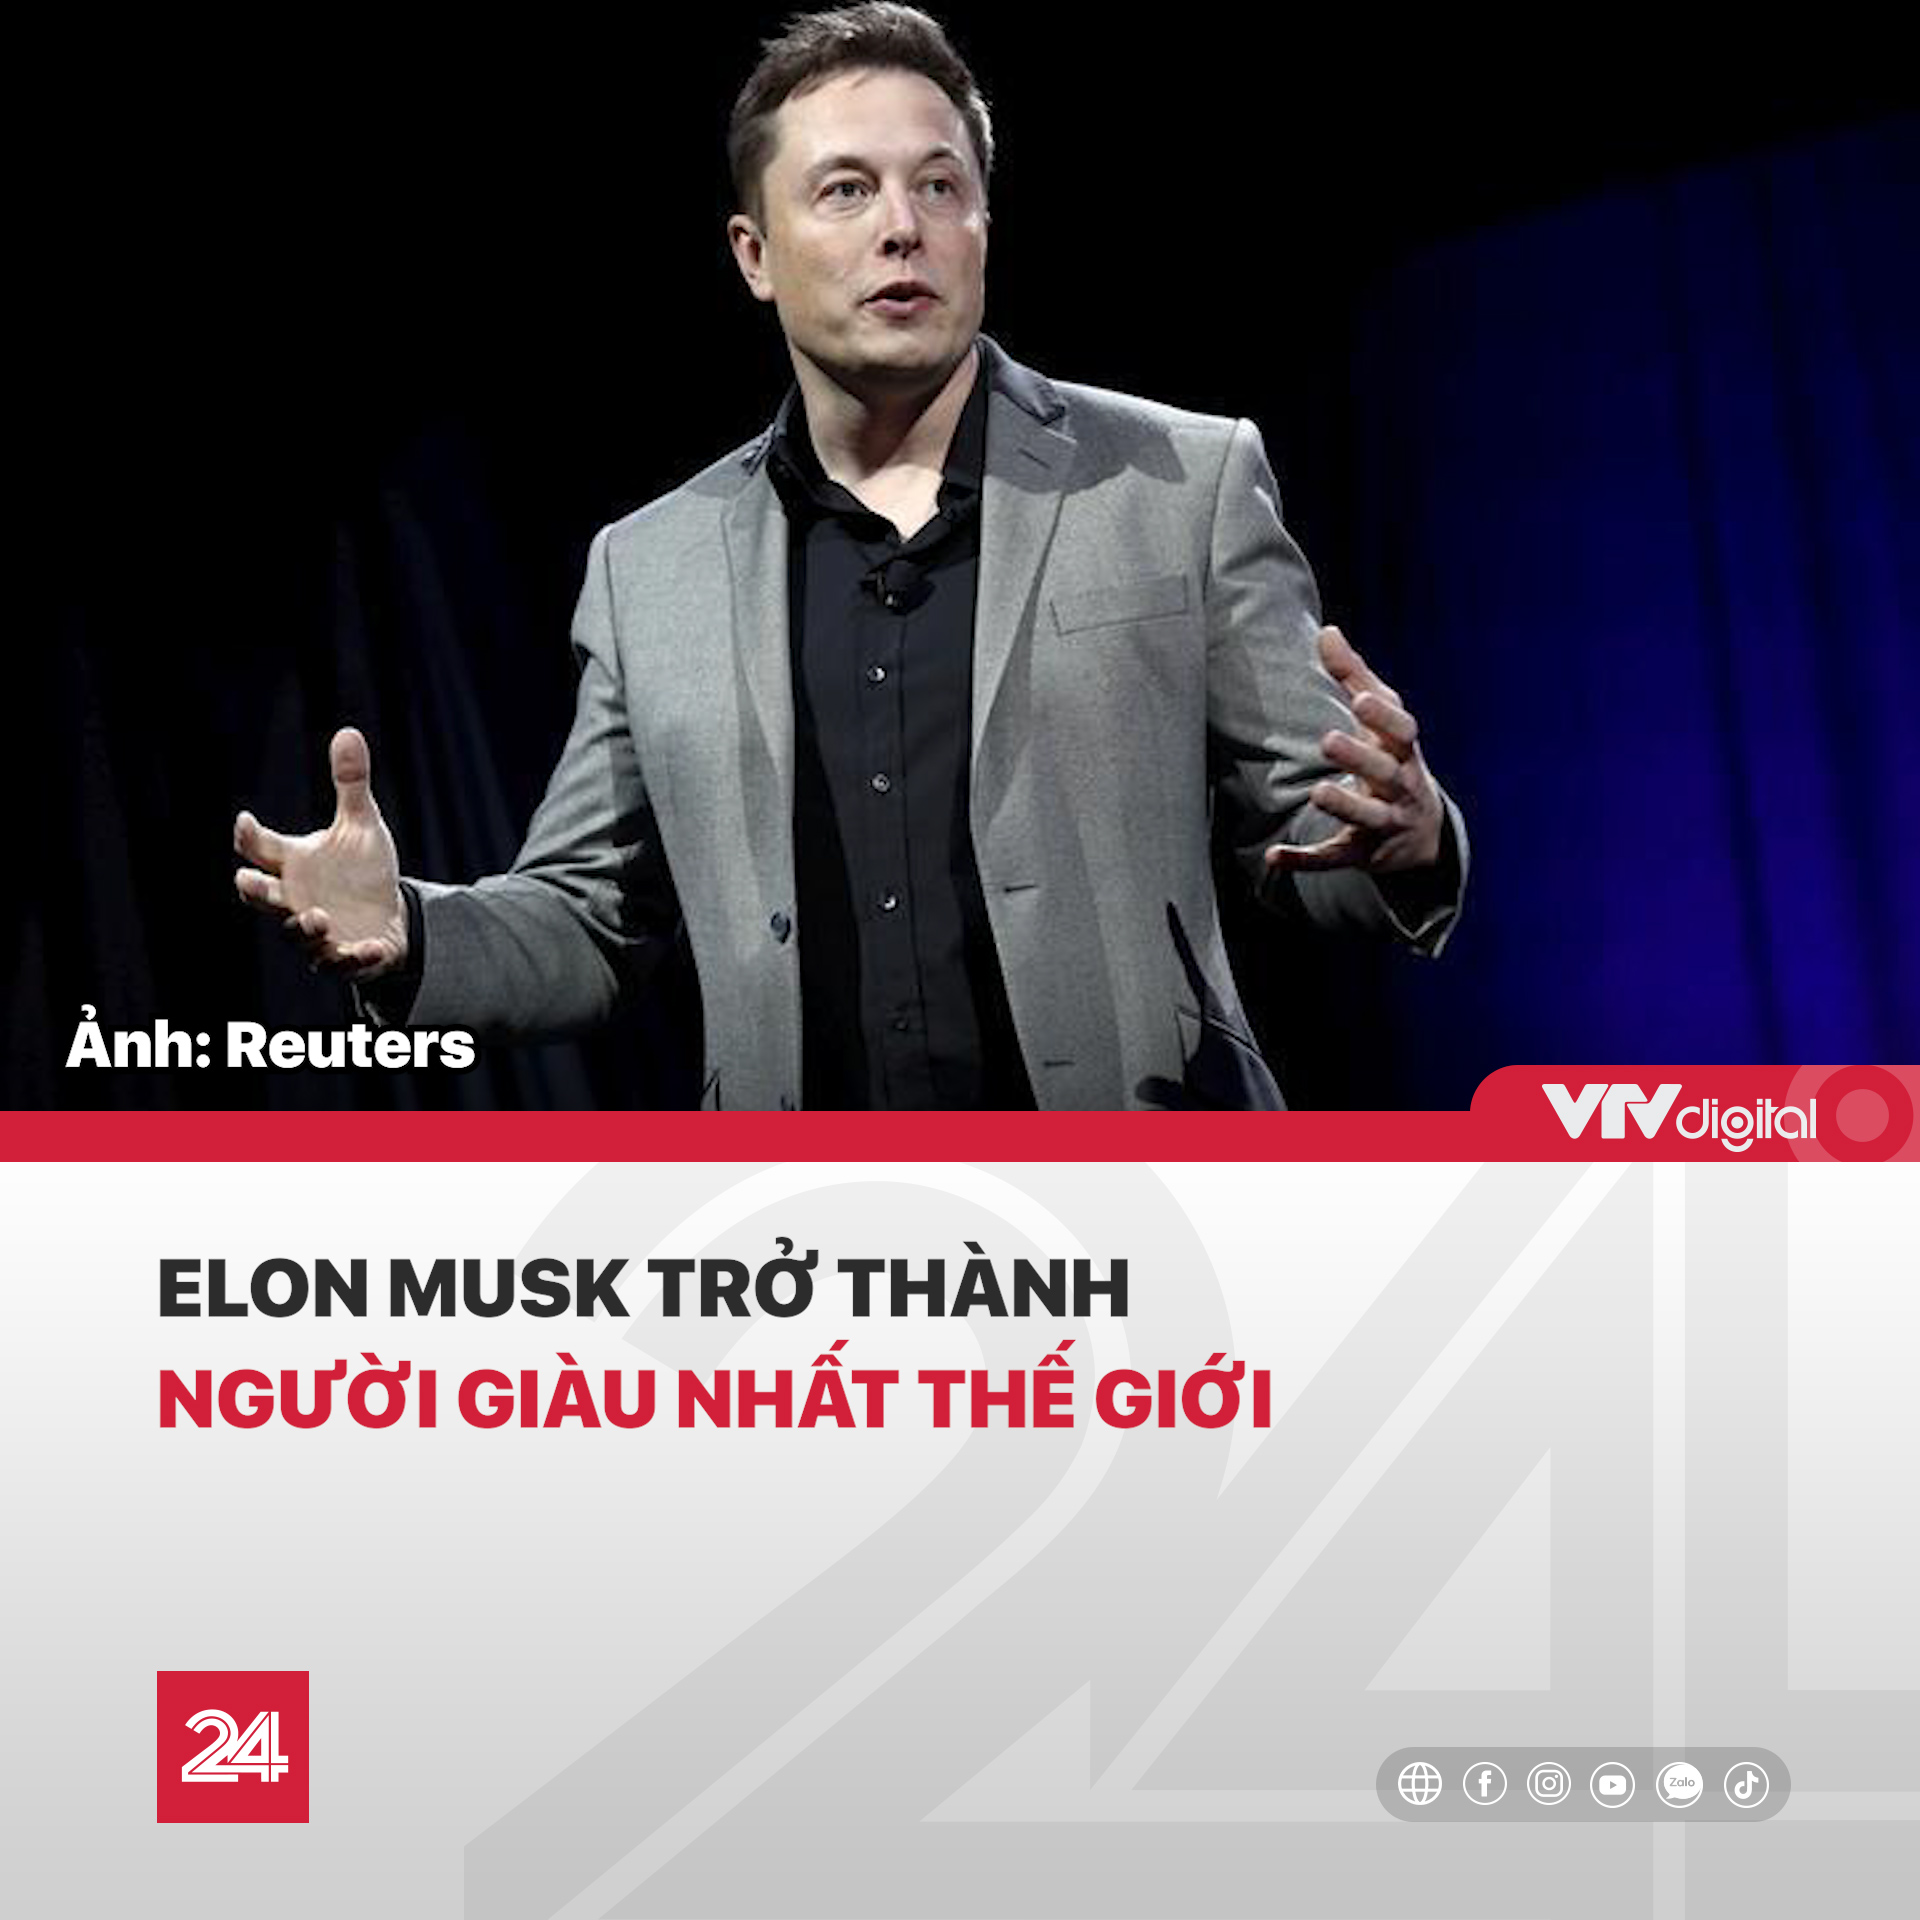 Ảnh: Reuters
VTVdigital
ELON MUSK TRỞ THÀNH
NGƯỜI GIÀU NHẤT THẾ GIỚI
24
Zalo